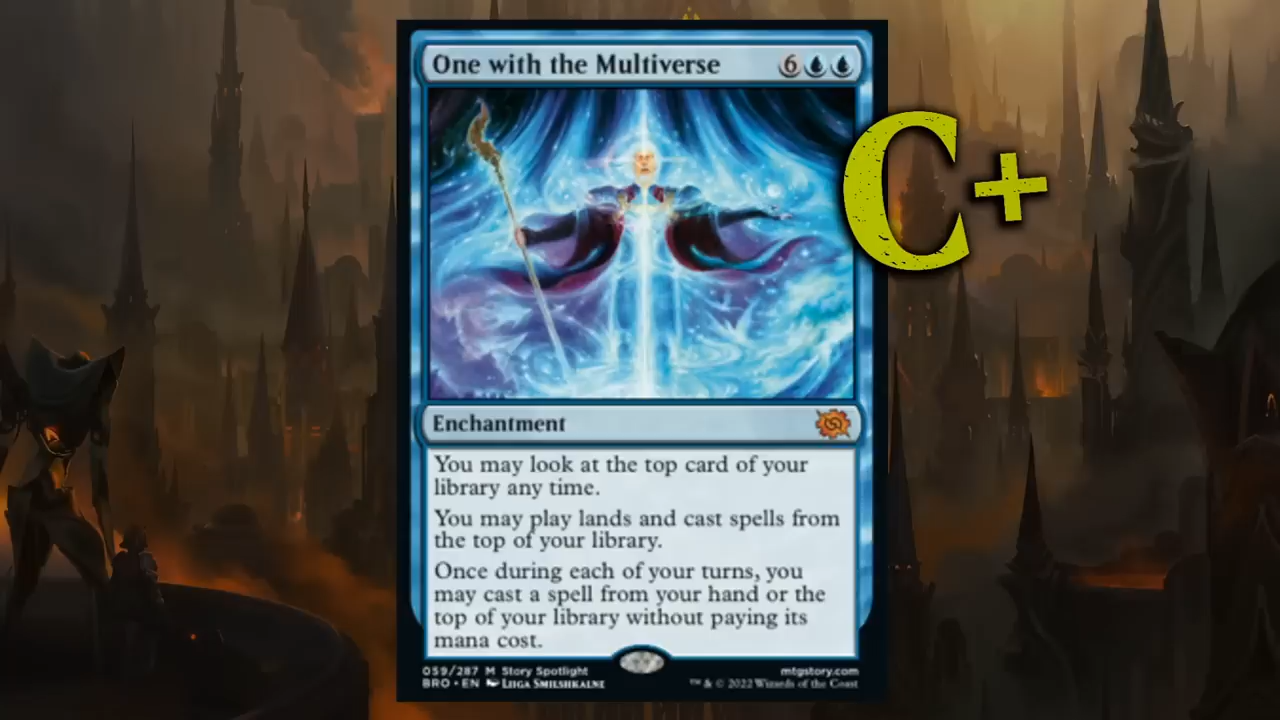 One with the Multiverse 6
C+
Enchantment
You may look at the top card of your
library any time.
You may play lands and cast spells from
the top of your library.
Once during each of your turns, you
may cast a spell from your hand or the
top of your library without paying its
mana cost.
059/287 M Story Spotlight
mtgstory.com
BRO • EN LIIGA SMILSHKALNE
™ & © 2022 Wizards of the Coast